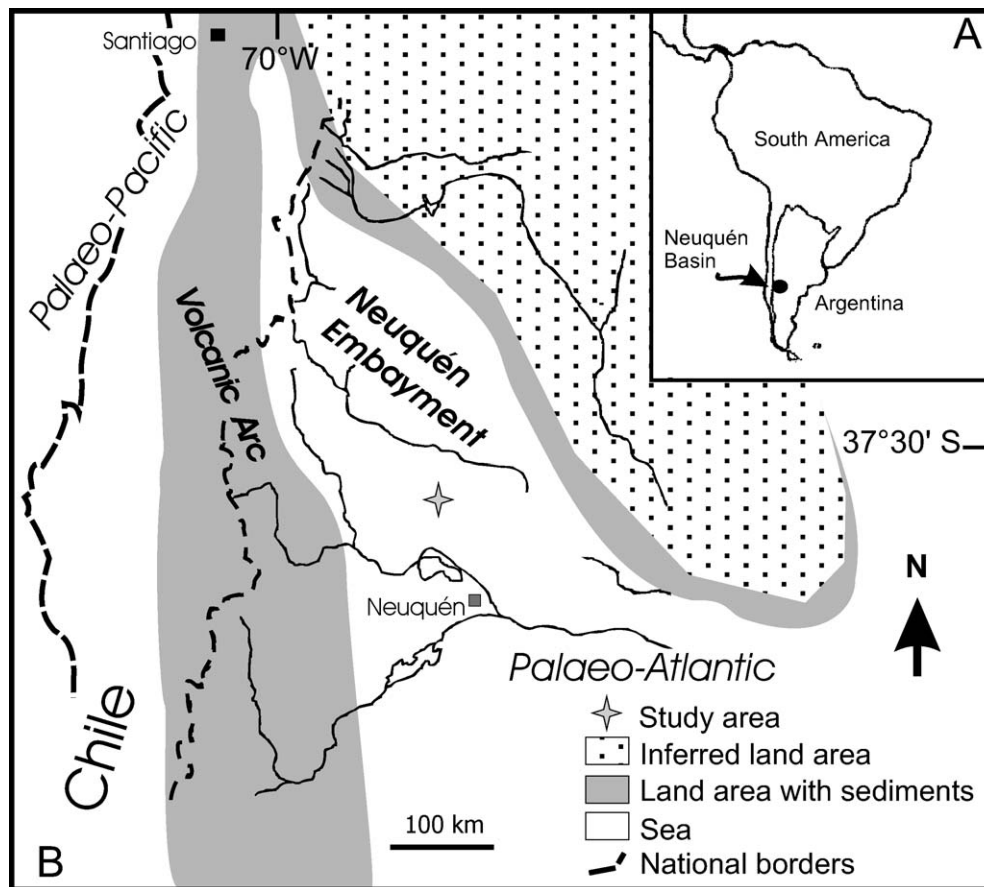 Santiago
70°W
A
South America
Neuquén
Basin
Argentina
Palaeo-Pacific
Volcanic Arc
Neuquén
Embayment
37°30' S
N
Neuquén
Palaeo-Atlantic
Study area
Inferred land area
Land area with sediments
Sea
National borders
Chile
100 km
B